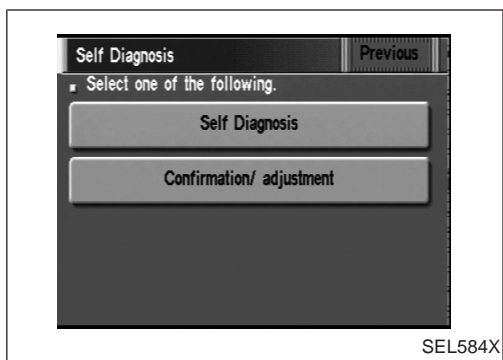 Self Diagnosis Previous
Select one of the following.
Self Diagnosis
Confirmation/ adjustment
SEL584X